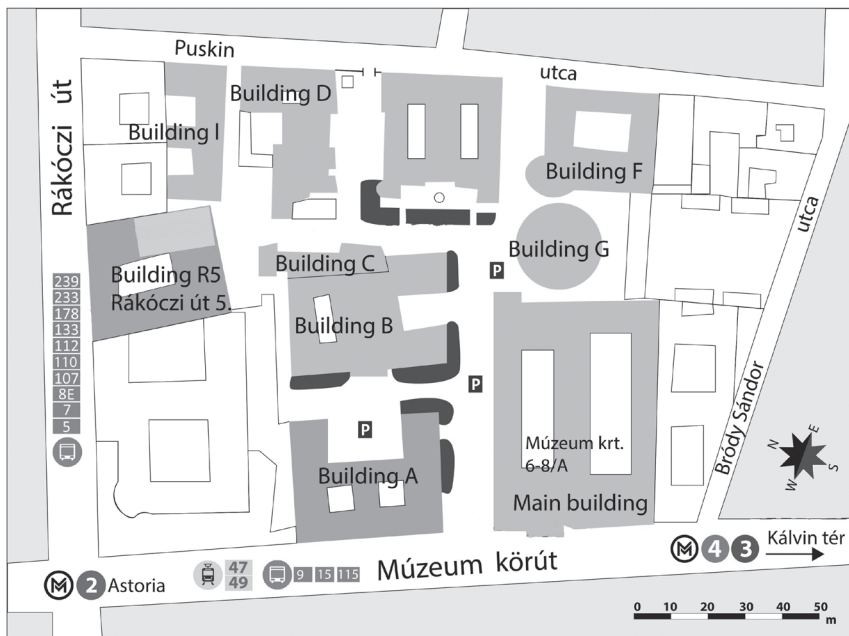 Puskin
utca
Rákóczi út
Building D
Building I
Building F
utca
Building G
Building C
P
Building R5
Rákóczi út 5.
Building B
239
233
178
133
112
110
107
8E
7
5
P
P
Múzeum krt.
6-8/A
Building A
Main building
Bródy Sándor
N
E
W
S
M 4 3 Kálvin tér
M 2 Astoria
47
49
9 15 115
Múzeum körút
0 10 20 30 40 50
m